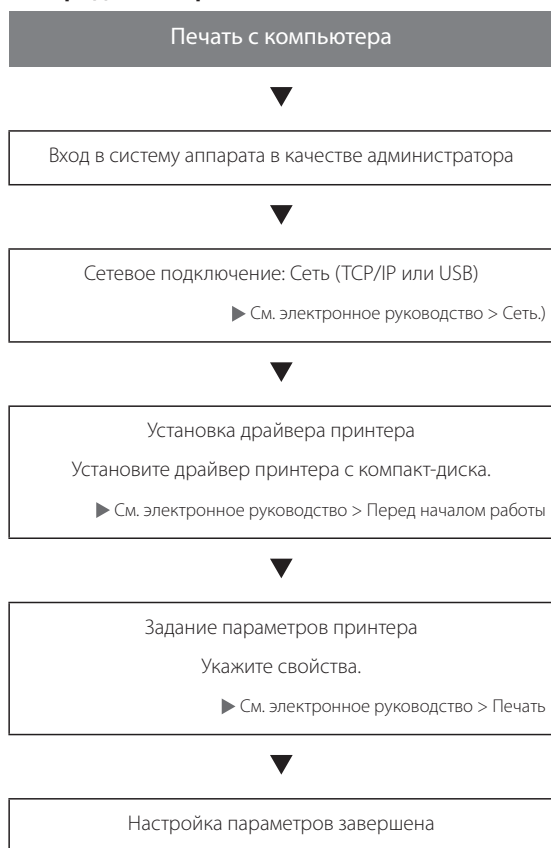 Печать с компьютера
Вход в систему аппарата в качестве администратора
Сетевое подключение: Сеть (TCP/IP или USB)
▶ См. электронное руководство > Сеть.)
Установка драйвера принтера
Установите драйвер принтера с компакт-диска.
▶ См. электронное руководство > Перед началом работы
Задание параметров принтера
Укажите свойства.
▶ См. электронное руководство > Печать
Настройка параметров завершена